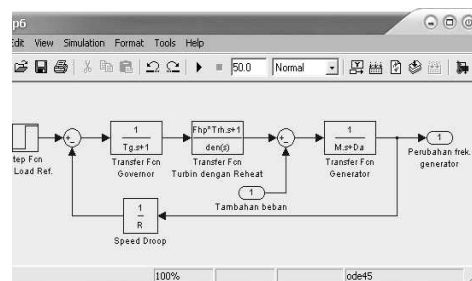 p6
dit View Simulation Format Tools Help
50.0 Normal
1
Tg.s+1
Transfer Fcn
Governor
Fhp*Trh.s+1
den(s)
Transfer Fcn
Turbin dengan Reheat
1
M.s+Da
Transfer Fcn
Generator
1
Perubahan frek.
generator
tep Fcn
Load Ref.
1
Tambahan beban
1
R
Speed Droop
100% ode45